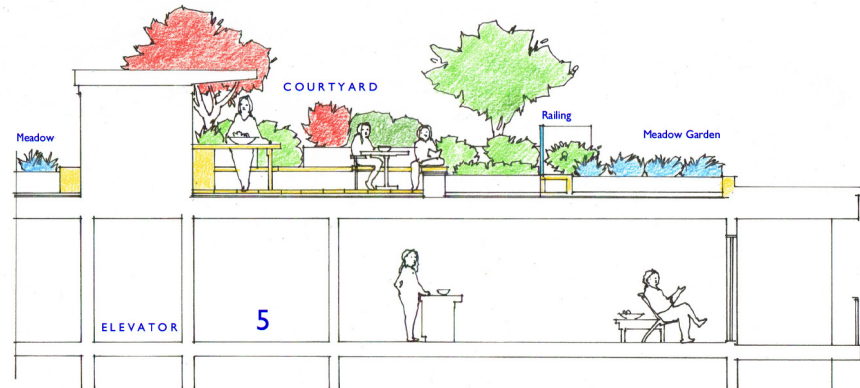 COURTYARD
Railing
Meadow
Meadow Garden
ELEVATOR
5